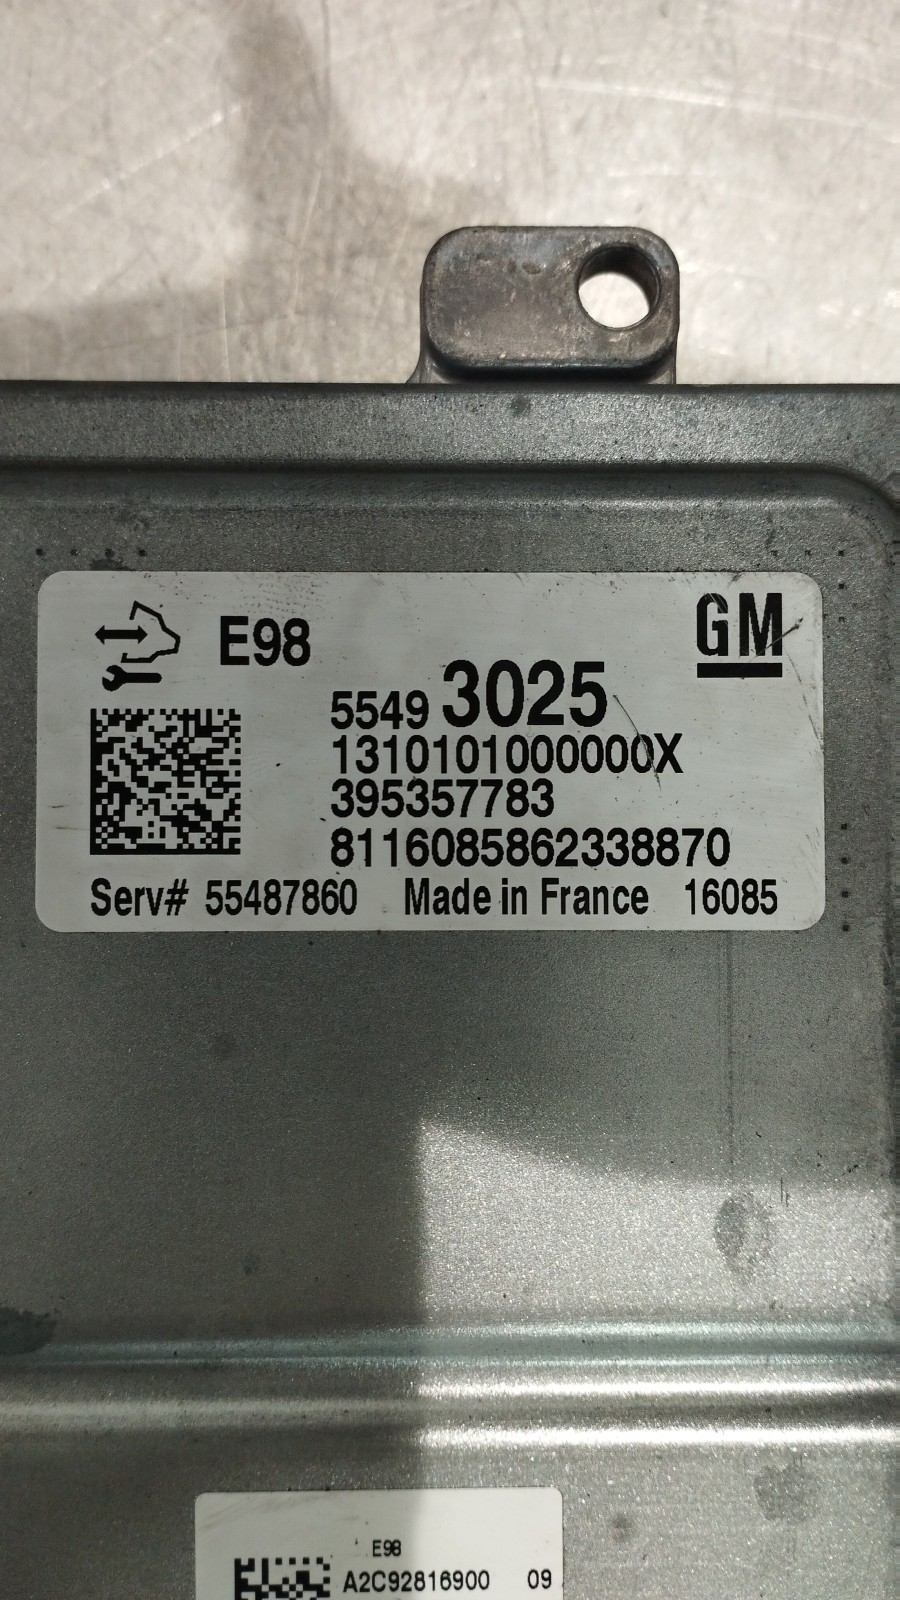 E98
GM
5549 3025
1310101000000X
395357783
8116085862338870
Serv# 55487860 Made in France 16085
E98
A2C92816900 09